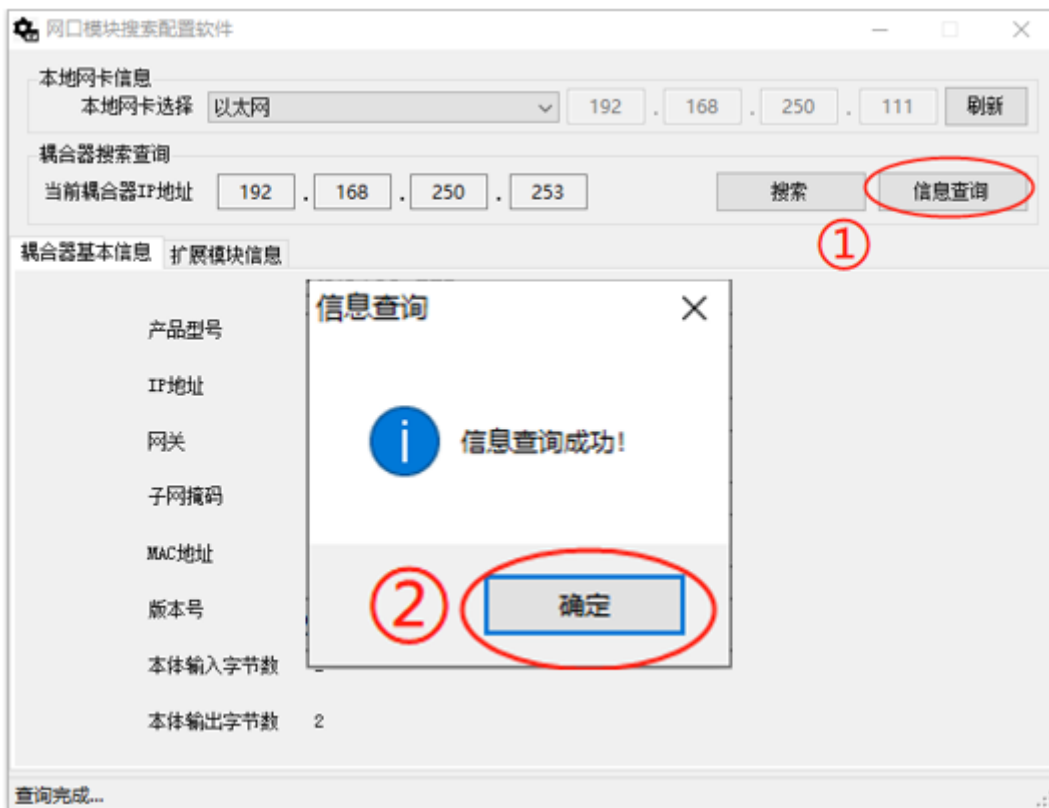 网口模块搜索配置软件
本地网卡信息
本地网卡选择 以太网 192 . 168 . 250 . 111 刷新
耦合器搜索查询
当前耦合器IP地址 192 . 168 . 250 . 253 搜索 信息查询
①
耦合器基本信息 扩展模块信息
信息查询
产品型号
IP地址
网关
信息查询成功!
子网掩码
MAC地址
版本号
② 确定
本体输入字节数
本体输出字节数 2
查询完成...